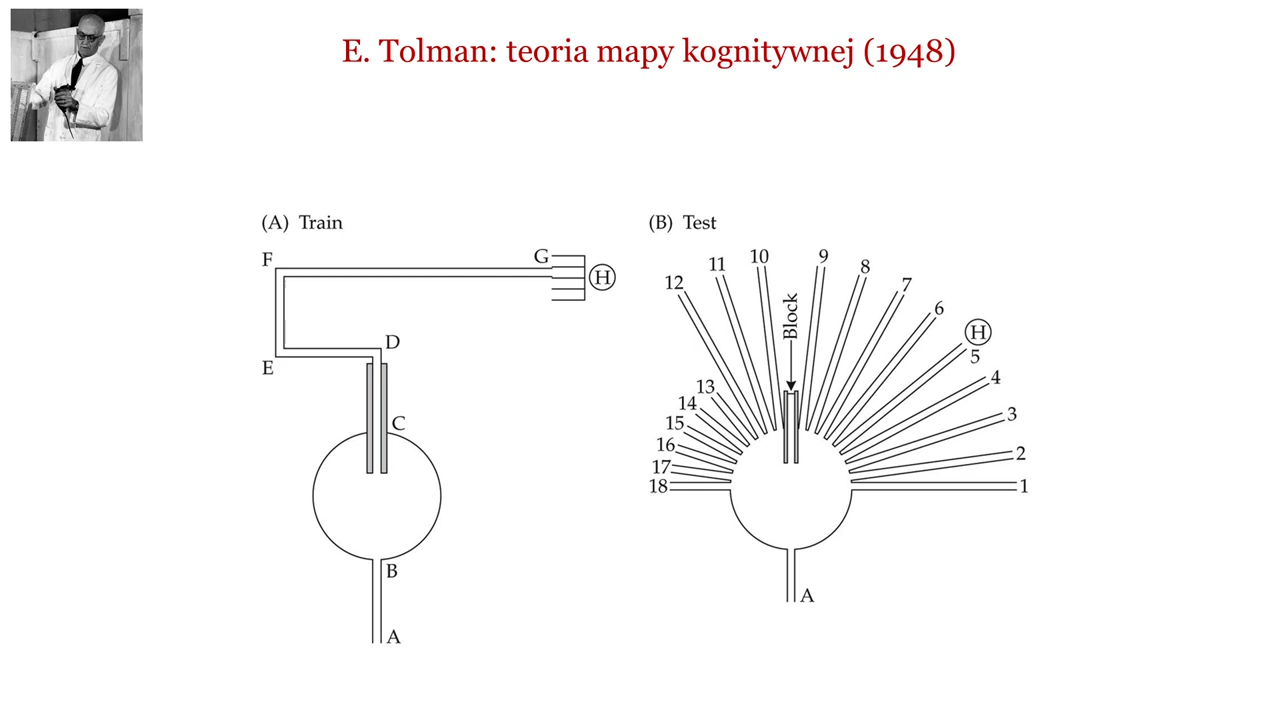 E. Tolman: teoria mapy kognitywnej (1948)
(A) Train
F
G
H
D
E
C
B
A
(B) Test
10
9
11
8
12
7
Block
6
H
5
4
13
14
3
15
16
2
17
18
1
A